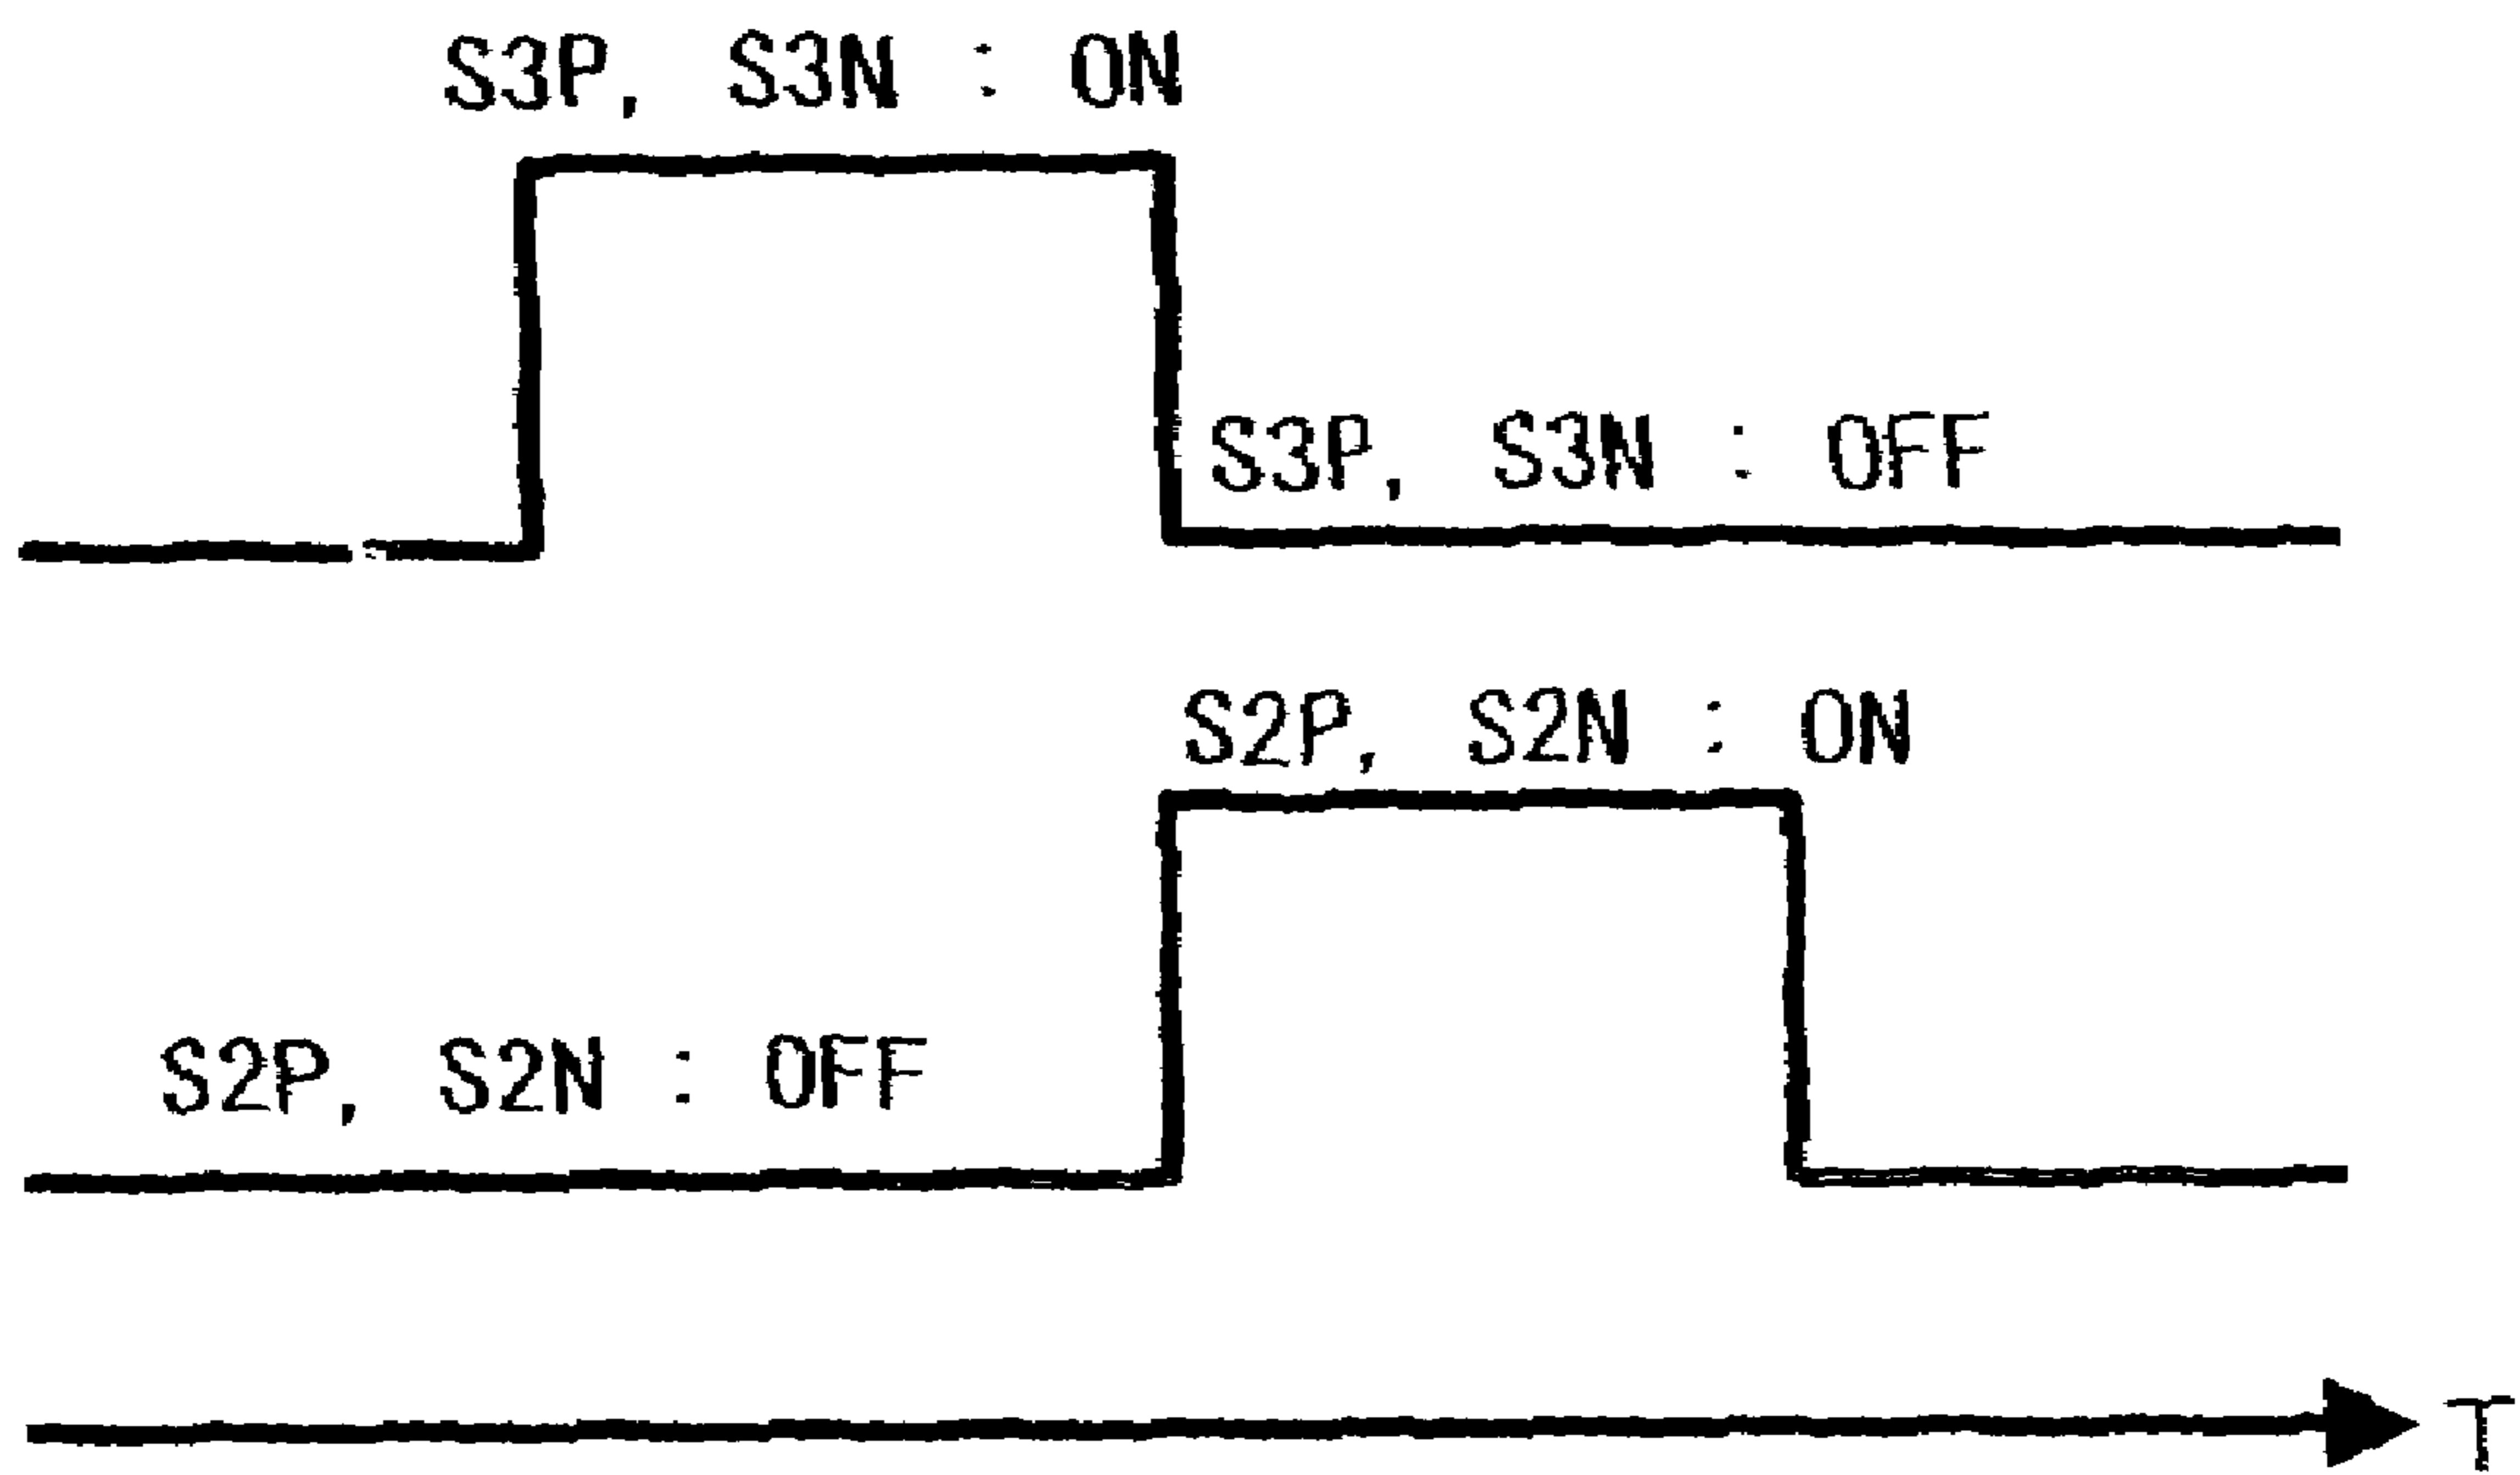 S3P, S3N : ON
S3P, S3N : OFF
S2P, S2N : ON
S2P, S2N : OFF
T